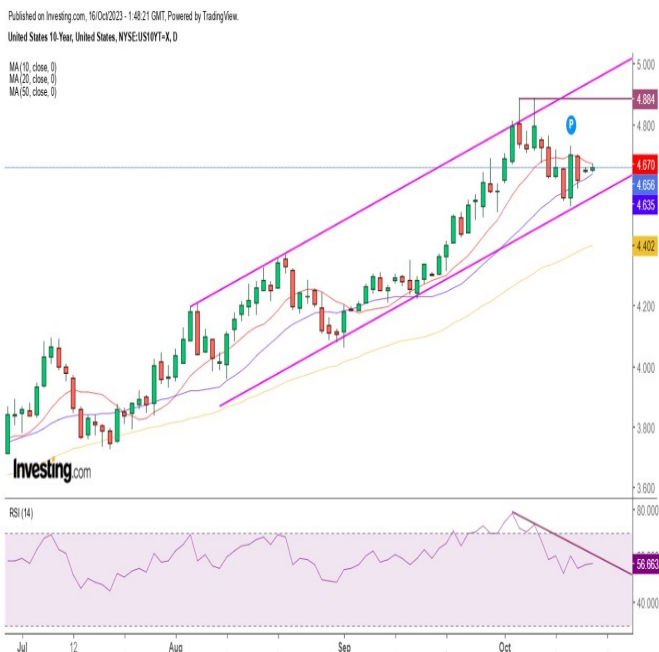 Published on Investing.com, 16/Oct/2023 - 1:48:21 GMT, Powered by TradingView.
United States 10-Year, United States, NYSE:US10YT=X, D
MA (10, close, 0)
MA (20, close, 0)
MA (50, close, 0)
5.000
4.884
4.800
P
4.670
4.656
4.635
4.402
4.200
4.000
3.800
3.600
Investing.com
RSI (14)
80.000
56.663
40.000
Jul 12 Aug Sep Oct